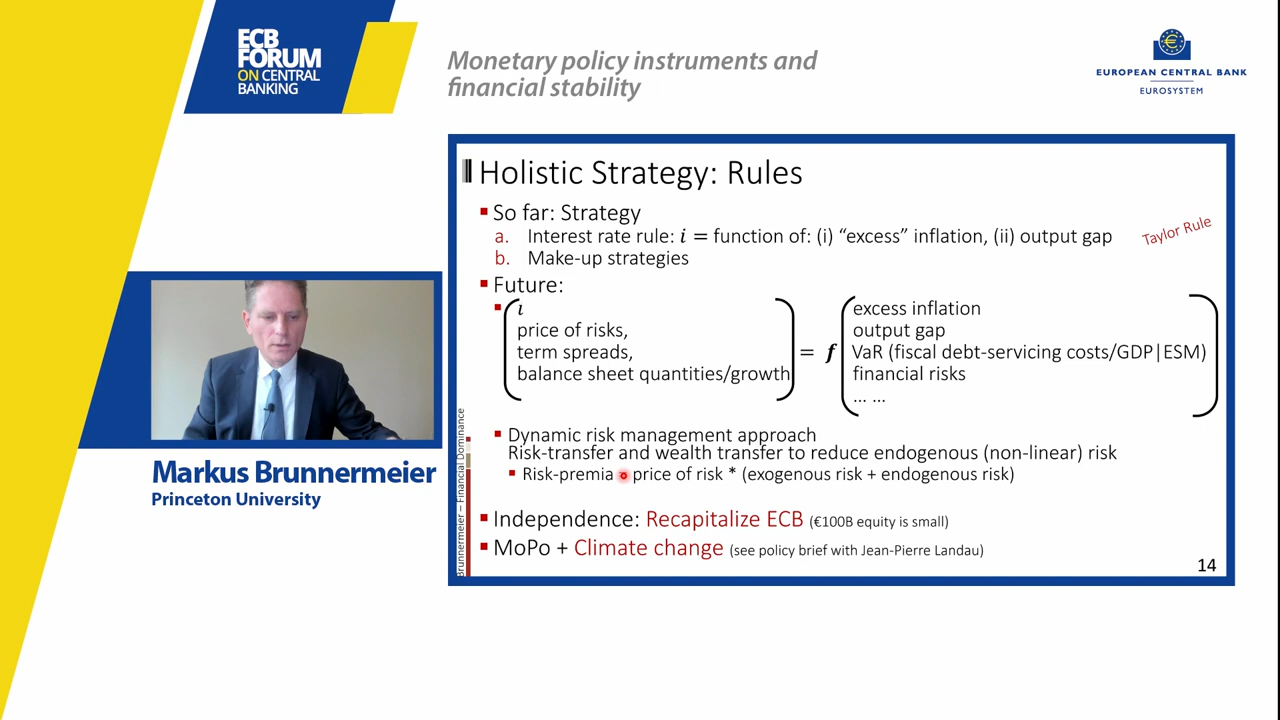 ECB
FORUM
ON CENTRAL
BANKING
Monetary policy instruments and
financial stability
EUROPEAN CENTRAL BANK
EUROSYSTEM
Holistic Strategy: Rules
So far: Strategy
a. Interest rate rule: i = function of: (i) “excess” inflation, (ii) output gap
Taylor Rule
b. Make-up strategies
Future:
i
price of risks,
term spreads,
balance sheet quantities/growth
= f
excess inflation
output gap
VaR (fiscal debt-servicing costs/GDP|ESM)
financial risks
... ...
Dynamic risk management approach
Risk-transfer and wealth transfer to reduce endogenous (non-linear) risk
Risk-premia price of risk * (exogenous risk + endogenous risk)
Independence: Recapitalize ECB (€100B equity is small)
MoPo + Climate change (see policy brief with Jean-Pierre Landau)
14
Brunnermeier – Financial Dominance
Markus Brunnermeier
Princeton University